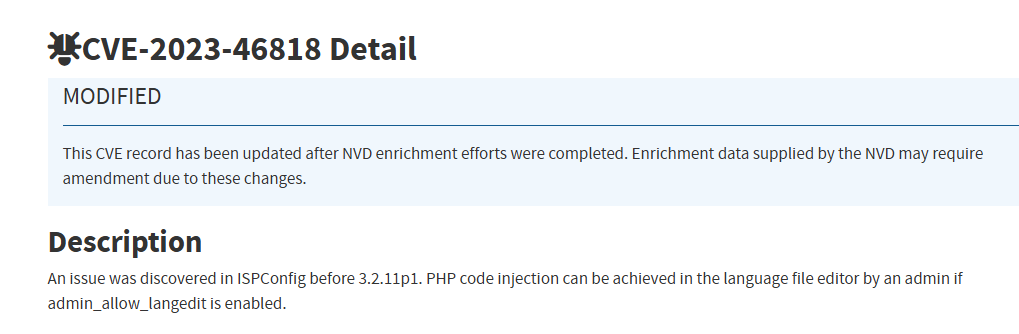 CVE-2023-46818 Detail
MODIFIED
This CVE record has been updated after NVD enrichment efforts were completed. Enrichment data supplied by the NVD may require
amendment due to these changes.
Description
An issue was discovered in ISPConfig before 3.2.11p1. PHP code injection can be achieved in the language file editor by an admin if
admin_allow_langedit is enabled.